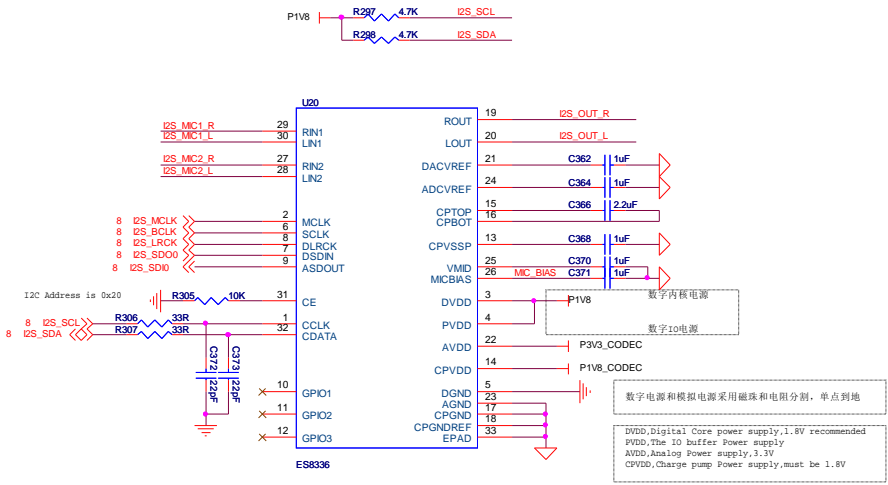 P1V8 R297 4.7K I2S_SCL
R298 4.7K I2S_SDA
U20
I2S_MIC1_R 29 RIN1
I2S_MIC1_L 30 LIN1
I2S_MIC2_R 27 RIN2
I2S_MIC2_L 28 LIN2
8 I2S_MCLK 2 MCLK
8 I2S_BCLK 6 SCLK
8 I2S_LRCK 8 DLRCK
8 I2S_SDO0 7 DSDIN
8 I2S_SDI0 9 ASDOUT
I2C Address is 0x20
R305 10K 31 CE
8 I2S_SCL R306 33R 1 CCLK
8 I2S_SDA R307 33R 32 CDATA
C372 22pF
C373 22pF
10 GPIO1
11 GPIO2
12 GPIO3
ES8336
ROUT 19 I2S_OUT_R
LOUT 20 I2S_OUT_L
DACVREF 21 C362 1uF
ADCVREF 24 C364 1uF
CPTOP 15 C366 2.2uF
CPBOT 16
CPVSSP 13 C368 1uF
VMID 25 C370 1uF
MICBIAS 26 MIC_BIAS C371 1uF
DVDD 3 P1V8 数字内核电源
PVDD 4 数字IO电源
AVDD 22 P3V3_CODEC
CPVDD 14 P1V8_CODEC
DGND 5
AGND 23
CPGND 17
CPGNDREF 18
EPAD 33
数字电源和模拟电源采用磁珠和电阻分割，单点到地
DVDD,Digital Core power supply,1.8V recommended
PVDD,The IO buffer Power supply
AVDD,Analog Power supply,3.3V
CPVDD,Charge pump Power supply,must be 1.8V